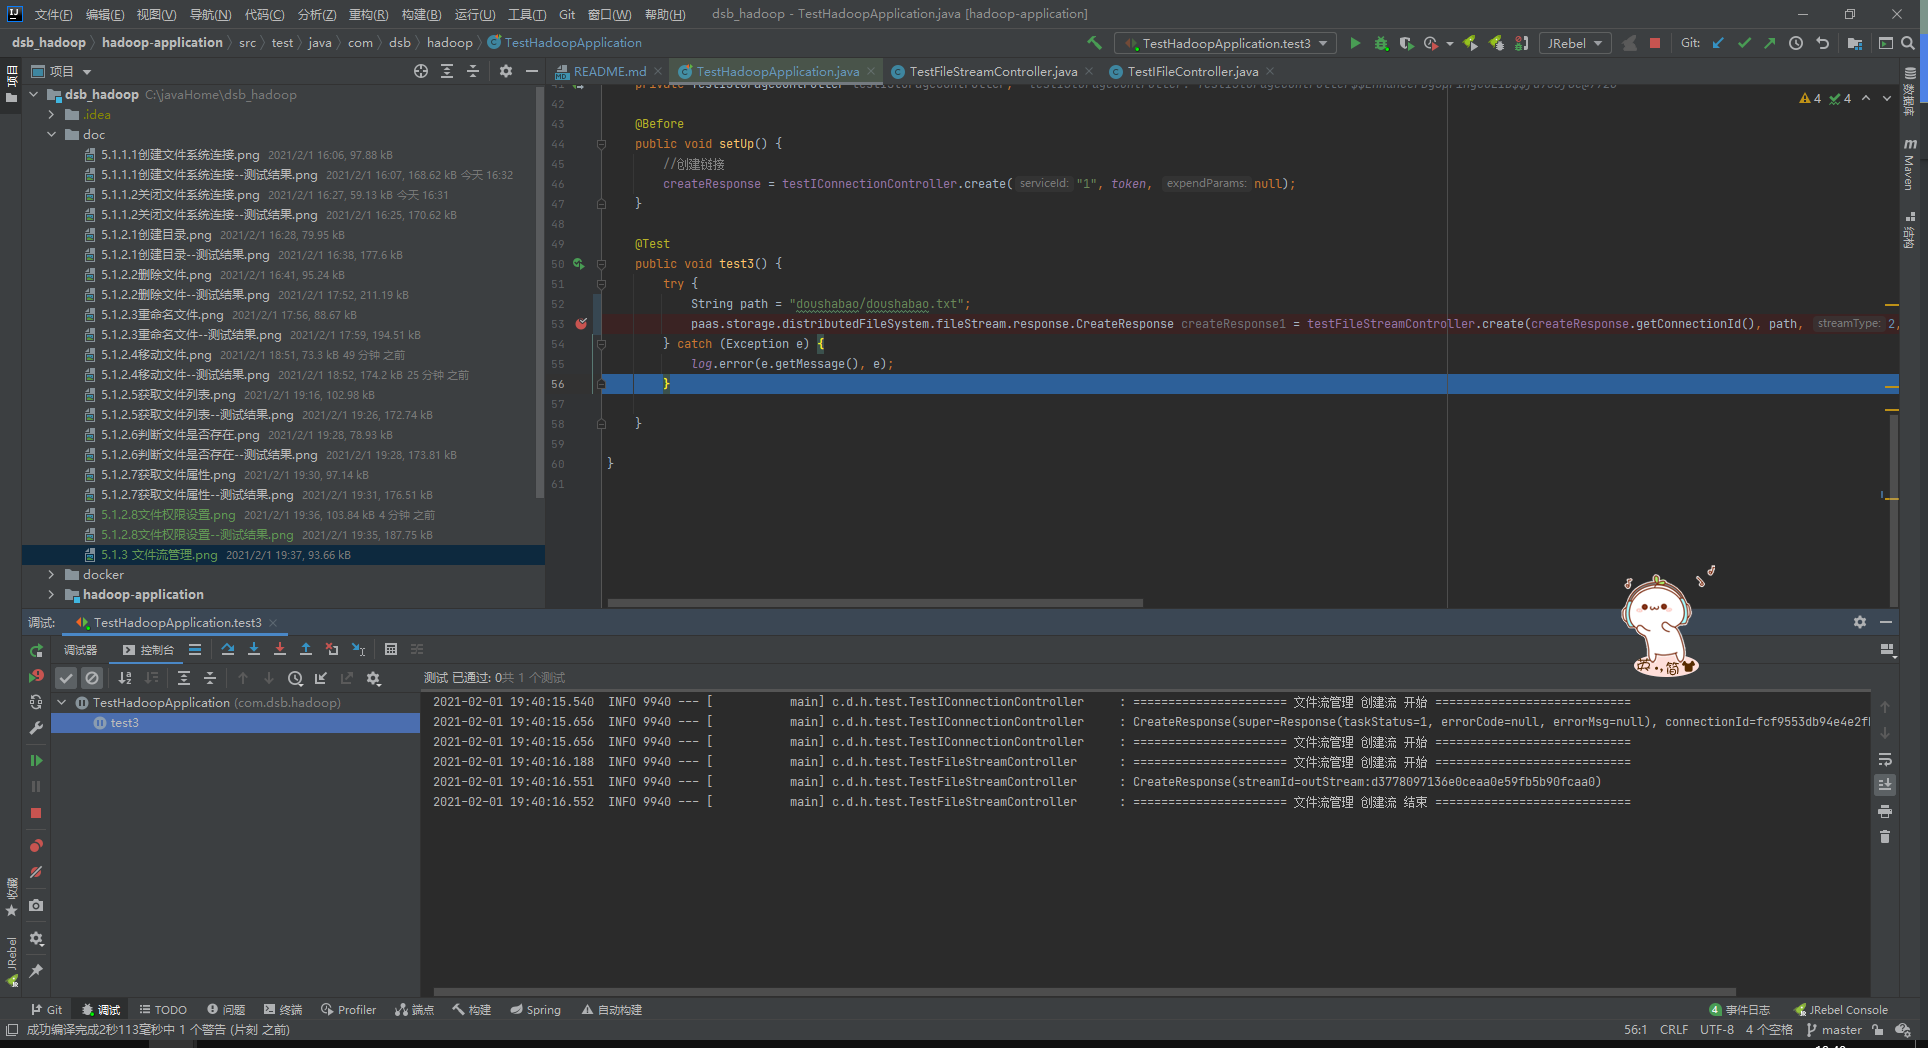 文件(F) 编辑(E) 视图(V) 导航(N) 代码(C) 分析(Z) 重构(R) 构建(B) 运行(U) 工具(T) Git 窗口(W) 帮助(H) dsb_hadoop - TestHadoopApplication.java [hadoop-application]
dsb_hadoop hadoop-application src test java com dsb hadoop TestHadoopApplication TestHadoopApplication.test3 JRebel Git:
项目
README.md TestHadoopApplication.java TestFileStreamController.java TestIFileController.java
dsb_hadoop C:\javaHome\dsb_hadoop
.idea
doc
5.1.1.1创建文件系统连接.png 2021/2/1 16:06, 97.88 kB
5.1.1.1创建文件系统连接--测试结果.png 2021/2/1 16:07, 168.62 kB 今天 16:32
5.1.1.2关闭文件系统连接.png 2021/2/1 16:27, 59.13 kB 今天 16:31
5.1.1.2关闭文件系统连接--测试结果.png 2021/2/1 16:25, 170.62 kB
5.1.2.1创建目录.png 2021/2/1 16:28, 79.95 kB
5.1.2.1创建目录--测试结果.png 2021/2/1 16:38, 177.6 kB
5.1.2.2删除文件.png 2021/2/1 16:41, 95.24 kB
5.1.2.2删除文件--测试结果.png 2021/2/1 17:52, 211.19 kB
5.1.2.3重命名文件.png 2021/2/1 17:56, 88.67 kB
5.1.2.3重命名文件--测试结果.png 2021/2/1 17:59, 194.51 kB
5.1.2.4移动文件.png 2021/2/1 18:51, 73.3 kB 49 分钟 之前
5.1.2.4移动文件--测试结果.png 2021/2/1 18:52, 174.2 kB 25 分钟 之前
5.1.2.5获取文件列表.png 2021/2/1 19:16, 102.98 kB
5.1.2.5获取文件列表--测试结果.png 2021/2/1 19:26, 172.74 kB
5.1.2.6判断文件是否存在.png 2021/2/1 19:28, 78.93 kB
5.1.2.6判断文件是否存在--测试结果.png 2021/2/1 19:28, 173.81 kB
5.1.2.7获取文件属性.png 2021/2/1 19:30, 97.14 kB
5.1.2.7获取文件属性--测试结果.png 2021/2/1 19:31, 176.51 kB
5.1.2.8文件权限设置.png 2021/2/1 19:36, 103.84 kB 4 分钟 之前
5.1.2.8文件权限设置--测试结果.png 2021/2/1 19:35, 187.75 kB
5.1.3 文件流管理.png 2021/2/1 19:37, 93.66 kB
docker
hadoop-application
4 4
42
43 @Before
44 public void setUp() {
45 //创建链接
46 createResponse = testIConnectionController.create( serviceId: "1", token, expendParams: null);
47 }
48
49 @Test
50 public void test3() {
51 try {
52 String path = "doushabao/doushabao.txt";
53 paas.storage.distributedFileSystem.fileStream.response.CreateResponse createResponse1 = testFileStreamController.create(createResponse.getConnectionId(), path, streamType: 2,
54 } catch (Exception e) {
55 log.error(e.getMessage(), e);
56 }
57
58 }
59
60 }
61
项目
收藏
JRebel
数据库
Maven
结构
英 ., 简
调试: TestHadoopApplication.test3
调试器 控制台
测试 已通过: 0共 1 个测试
TestHadoopApplication (com.dsb.hadoop)
test3
2021-02-01 19:40:15.540 INFO 9940 --- [ main] c.d.h.test.TestIConnectionController : ====================== 文件流管理 创建流 开始 ============================
2021-02-01 19:40:15.656 INFO 9940 --- [ main] c.d.h.test.TestIConnectionController : CreateResponse(super=Response(taskStatus=1, errorCode=null, errorMsg=null), connectionId=fcf9553db94e4e2f
2021-02-01 19:40:15.656 INFO 9940 --- [ main] c.d.h.test.TestIConnectionController : ====================== 文件流管理 创建流 开始 ============================
2021-02-01 19:40:16.188 INFO 9940 --- [ main] c.d.h.test.TestFileStreamController : ====================== 文件流管理 创建流 开始 ============================
2021-02-01 19:40:16.551 INFO 9940 --- [ main] c.d.h.test.TestFileStreamController : CreateResponse(streamId=outStream:d3778097136e0ceaa0e59fb5b90fcaa0)
2021-02-01 19:40:16.552 INFO 9940 --- [ main] c.d.h.test.TestFileStreamController : ====================== 文件流管理 创建流 结束 ============================
Git 调试 TODO 问题 终端 Profiler 端点 构建 Spring 自动构建 4 事件日志 JRebel Console
成功编译完成2秒113毫秒中 1 个警告 (片刻 之前) 56:1 CRLF UTF-8 4 个空格 master